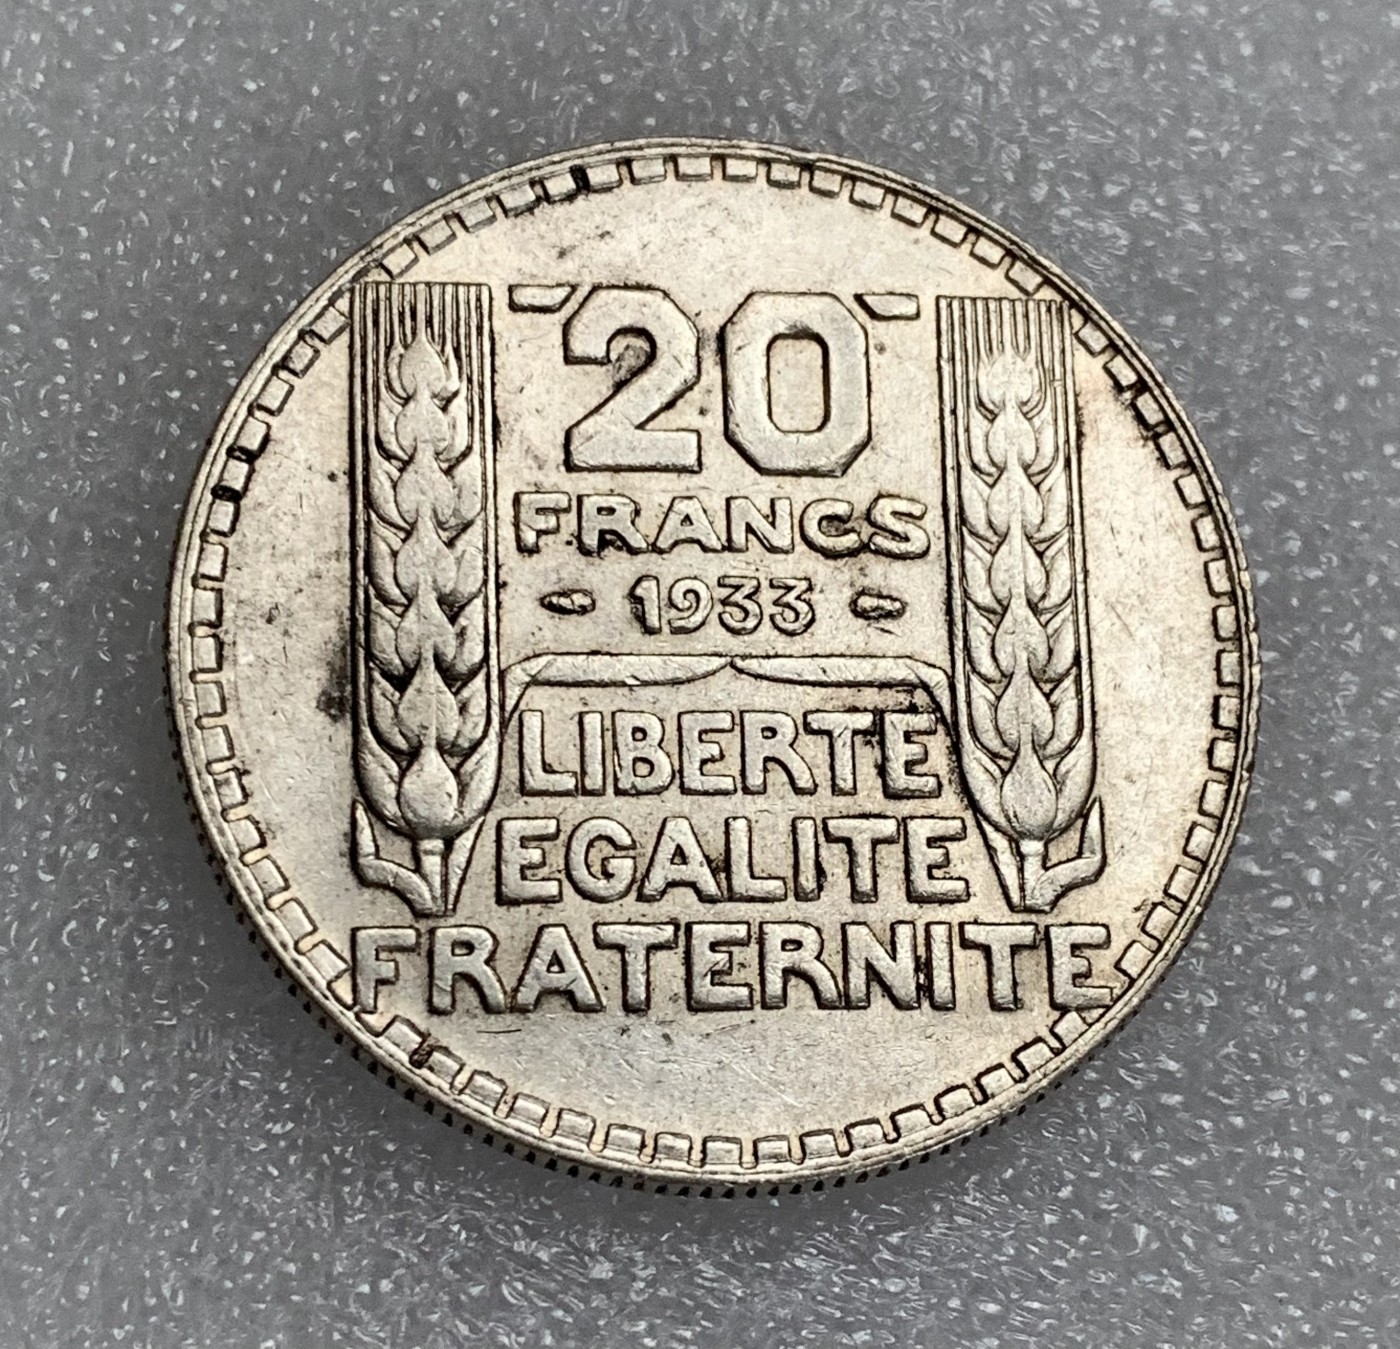 20
FRANCS
- 1933 -
LIBERTE
EGALITE
FRATERNITE